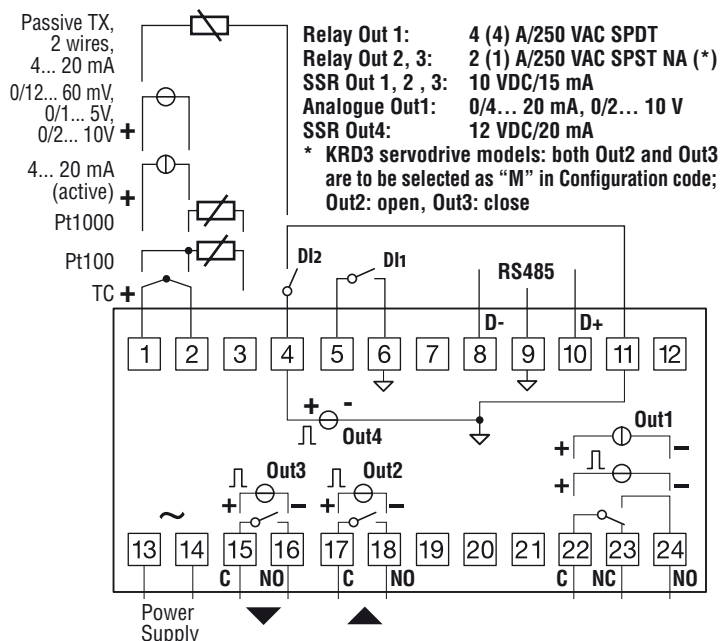 Passive TX,
2 wires,
4... 20 mA
0/12... 60 mV,
0/1... 5V,
0/2... 10V +
4... 20 mA
(active) +
Pt1000
Pt100
TC +
Relay Out 1: 4 (4) A/250 VAC SPDT
Relay Out 2, 3: 2 (1) A/250 VAC SPST NA (*)
SSR Out 1, 2 , 3: 10 VDC/15 mA
Analogue Out1: 0/4... 20 mA, 0/2... 10 V
SSR Out4: 12 VDC/20 mA
* KRD3 servodrive models: both Out2 and Out3
are to be selected as “M” in Configuration code;
Out2: open, Out3: close
DI2 DI1 RS485
D- D+
1 2 3 4 5 6 7 8 9 10 11 12
+ -
Out4
Out1
+ −
+ −
Out3 Out2
+ − + −
~
13 14 15 16 17 18 19 20 21 22 23 24
C NO C NO C NC NO
Power
Supply